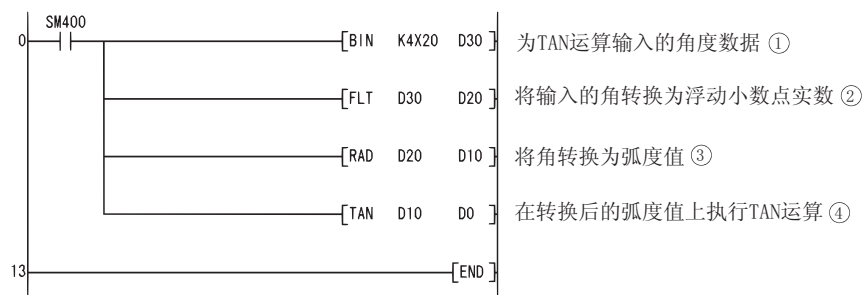 SM400
0 BIN K4X20 D30 为TAN运算输入的角度数据 ①
FLT D30 D20 将输入的角转换为浮动小数点实数 ②
RAD D20 D10 将角转换为弧度值 ③
TAN D10 D0 在转换后的弧度值上执行TAN运算 ④
13 END